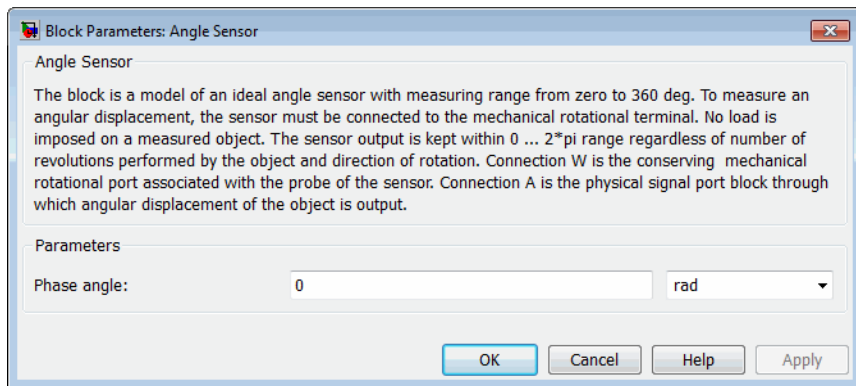 Block Parameters: Angle Sensor
Angle Sensor
The block is a model of an ideal angle sensor with measuring range from zero to 360 deg. To measure an
angular displacement, the sensor must be connected to the mechanical rotational terminal. No load is
imposed on a measured object. The sensor output is kept within 0 ... 2*pi range regardless of number of
revolutions performed by the object and direction of rotation. Connection W is the conserving mechanical
rotational port associated with the probe of the sensor. Connection A is the physical signal port block through
which angular displacement of the object is output.
Parameters
Phase angle: 0 rad
OK Cancel Help Apply